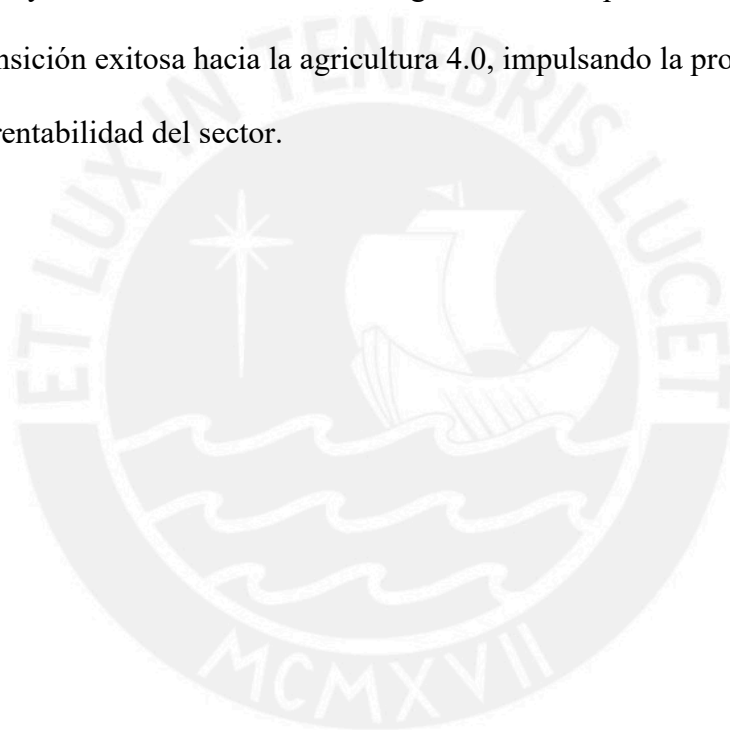 nsición exitosa hacia la agricultura 4.0, impulsando la pro
rentabilidad del sector.
ET LUX IN TENEBRIS LUCET
MCMXVII